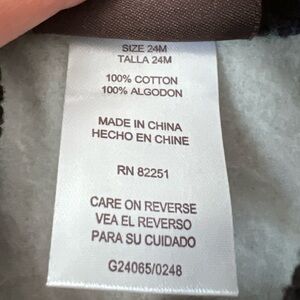 SIZE 24M
TALLA 24M
100% COTTON
100% ALGODON
MADE IN CHINA
HECHO EN CHINE
RN 82251
CARE ON REVERSE
VEA EL REVERSO
PARA SU CUIDADO
G24065/0248